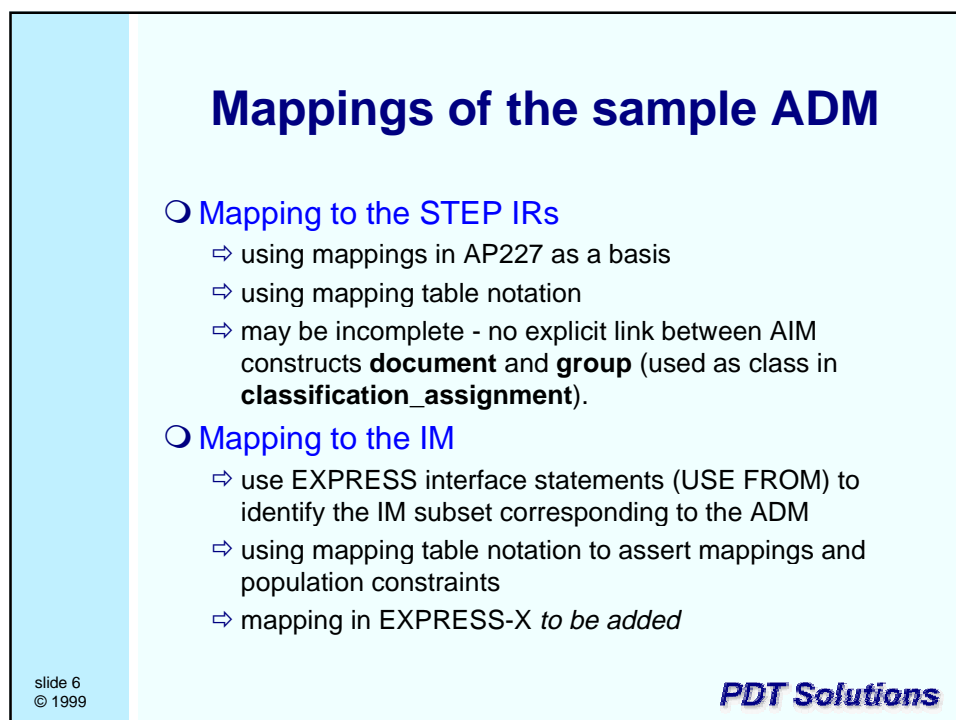 Mappings of the sample ADM
Mapping to the STEP IRs
using mappings in AP227 as a basis
using mapping table notation
may be incomplete - no explicit link between AIM
constructs document and group (used as class in
classification_assignment).
Mapping to the IM
use EXPRESS interface statements (USE FROM) to
identify the IM subset corresponding to the ADM
using mapping table notation to assert mappings and
population constraints
mapping in EXPRESS-X to be added
slide 6
© 1999
PDT Solutions